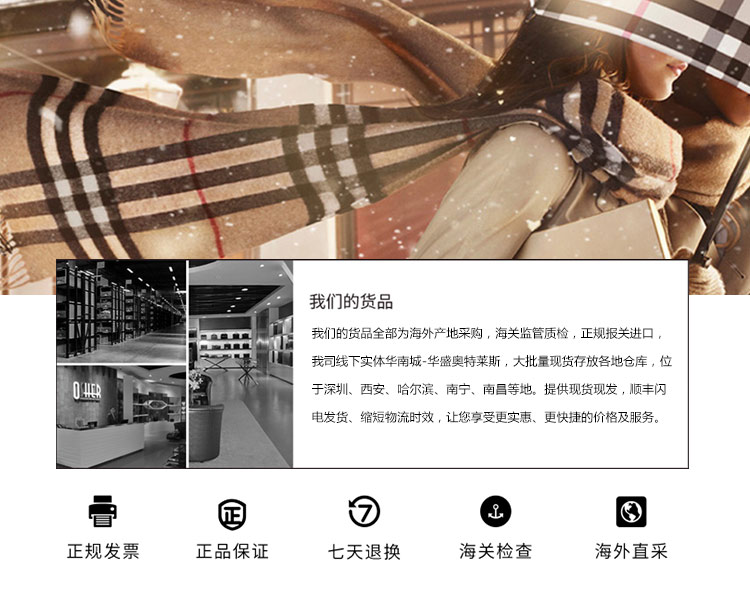 我们的货品
我们的货品全部为海外产地采购，海关监管质检，正规报关进口，
我司线下实体华南城-华盛奥特莱斯，大批量现货存放各地仓库，位
于深圳、西安、哈尔滨、南宁、南昌等地。提供现货现发，顺丰闪
电发货、缩短物流时效，让您享受更实惠、更快捷的价格及服务。
正
7
正规发票
正品保证
七天退换
海关检查
海外直采